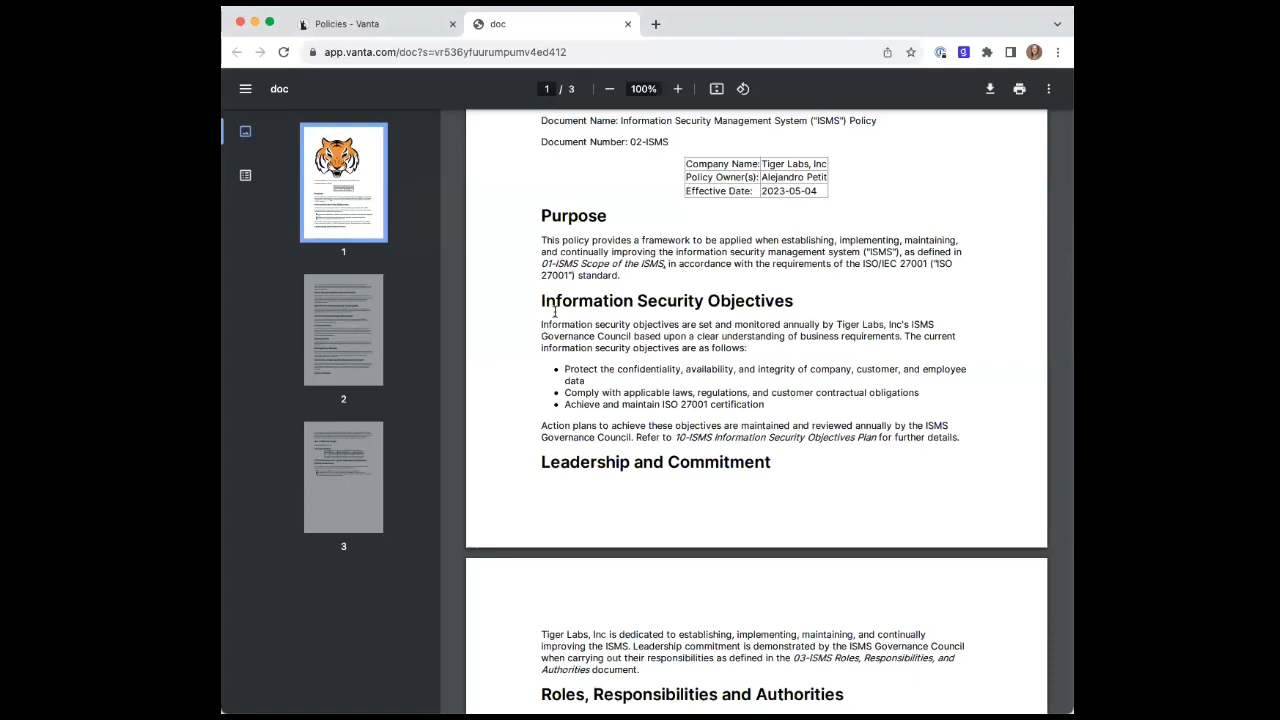 Policies - Vanta
doc
app.vanta.com/doc?s=vr536yfuurumpumv4ed412
doc
1 / 3
100%
1
2
3
Document Name: Information Security Management System ("ISMS") Policy
Document Number: 02-ISMS
Company Name: Tiger Labs, Inc
Policy Owner(s): Alejandro Petit
Effective Date: 2023-05-04
Purpose
This policy provides a framework to be applied when establishing, implementing, maintaining,
and continually improving the information security management system ("ISMS"), as defined in
01-ISMS Scope of the ISMS, in accordance with the requirements of the ISO/IEC 27001 ("ISO
27001") standard.
Information Security Objectives
Information security objectives are set and monitored annually by Tiger Labs, Inc's ISMS
Governance Council based upon a clear understanding of business requirements. The current
information security objectives are as follows:
• Protect the confidentiality, availability, and integrity of company, customer, and employee
data
• Comply with applicable laws, regulations, and customer contractual obligations
• Achieve and maintain ISO 27001 certification
Action plans to achieve these objectives are maintained and reviewed annually by the ISMS
Governance Council. Refer to 10-ISMS Information Security Objectives Plan for further details.
Leadership and Commitment
Tiger Labs, Inc is dedicated to establishing, implementing, maintaining, and continually
improving the ISMS. Leadership commitment is demonstrated by the ISMS Governance Council
when carrying out their responsibilities as defined in the 03-ISMS Roles, Responsibilities, and
Authorities document.
Roles, Responsibilities and Authorities